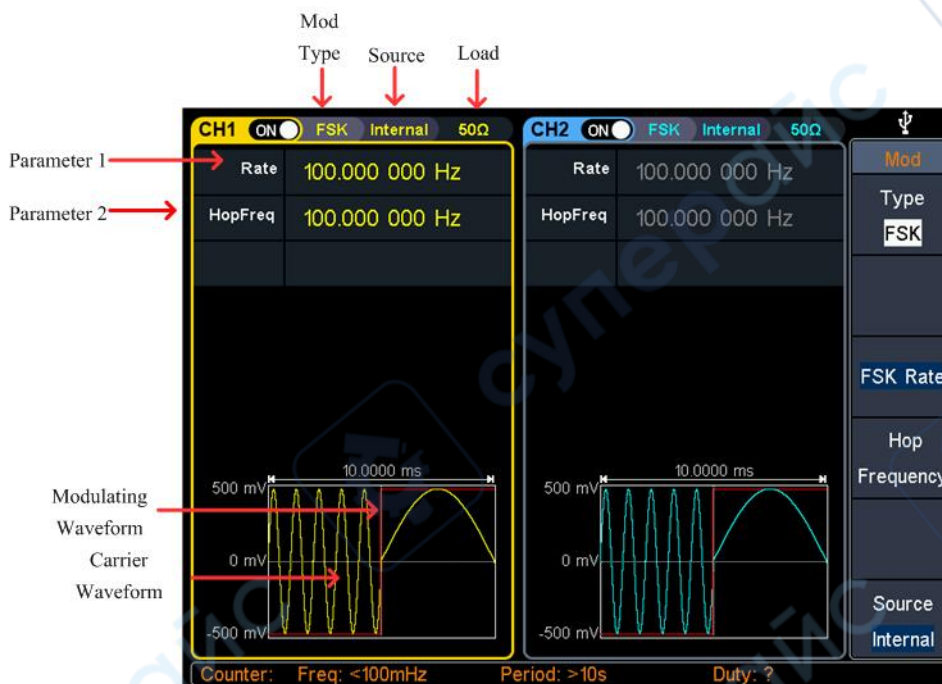 Mod
Type Source Load
CH1 ON FSK Internal 50Ω CH2 ON FSK Internal 50Ω
Mod
Parameter 1 Rate 100.000 000 Hz Rate 100.000 000 Hz
Type
FSK
Parameter 2 HopFreq 100.000 000 Hz HopFreq 100.000 000 Hz
FSK Rate
Hop
Frequency
10.0000 ms 10.0000 ms
500 mV 500 mV
Modulating
Waveform
0 mV 0 mV
Carrier
Waveform
Source
Internal
-500 mV -500 mV
Counter: Freq: <100mHz Period: >10s Duty: ?
суперайс